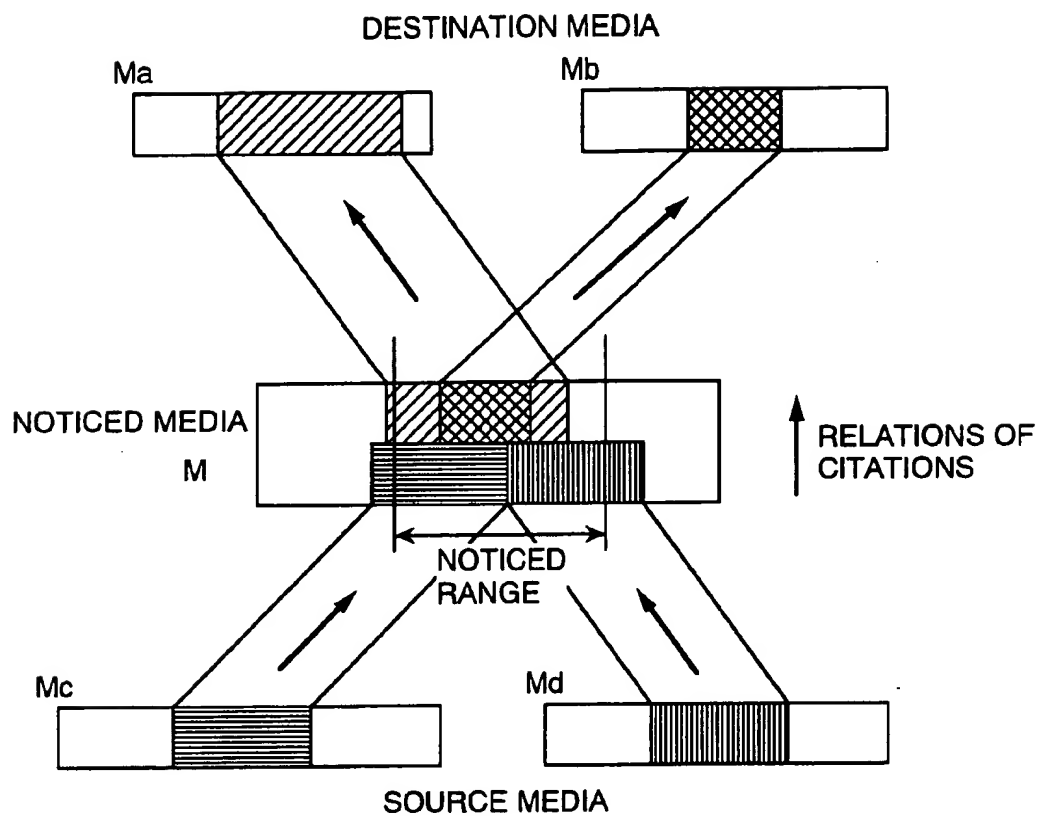 DESTINATION MEDIA
Ma
Mb
NOTICED MEDIA
M
RELATIONS OF
CITATIONS
NOTICED
RANGE
Mc
Md
SOURCE MEDIA